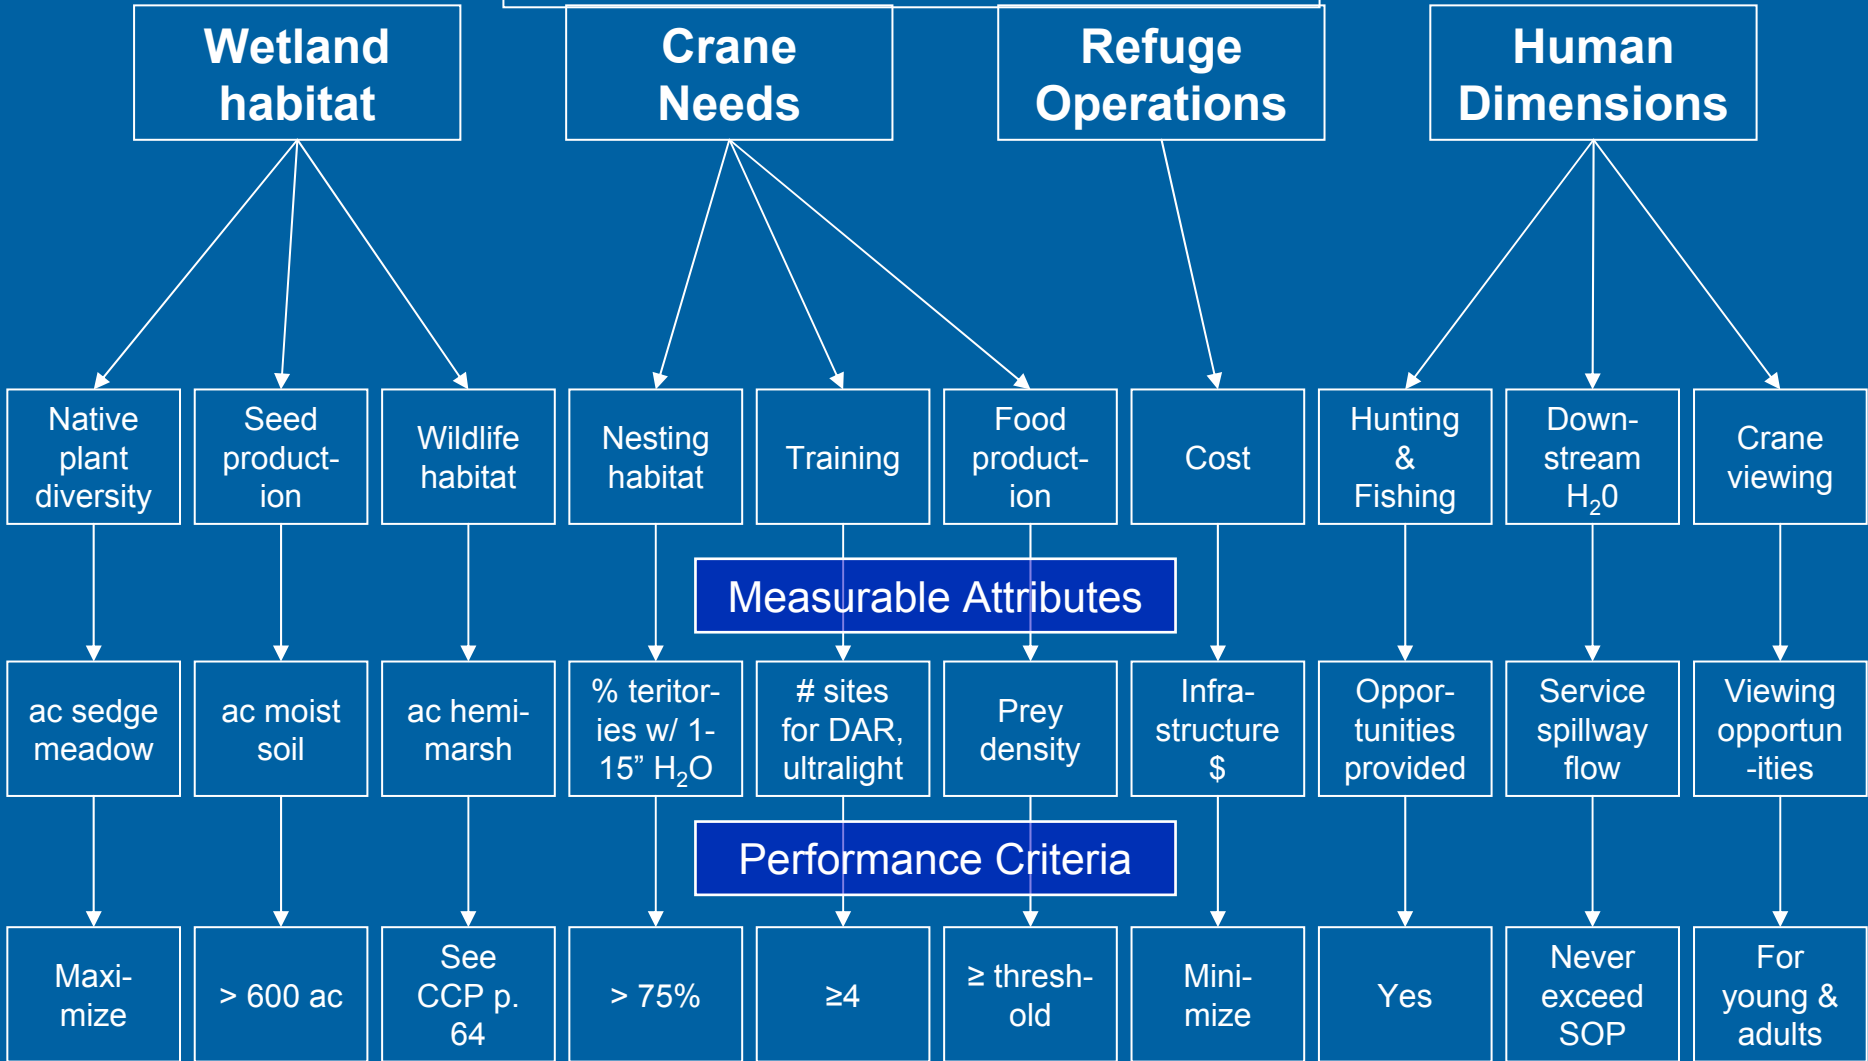 Wetland
habitat
Crane
Needs
Refuge
Operations
Human
Dimensions
Native
plant
diversity
Seed
product-
ion
Wildlife
habitat
Nesting
habitat
Training
Food
product-
ion
Cost
Hunting
&
Fishing
Down-
stream
H₂0
Crane
viewing
Measurable Attributes
ac sedge
meadow
ac moist
soil
ac hemi-
marsh
% teritor-
ies w/ 1-
15” H₂O
# sites
for DAR,
ultralight
Prey
density
Infra-
structure
$
Oppor-
tunities
provided
Service
spillway
flow
Viewing
opportun
-ities
Performance Criteria
Maxi-
mize
> 600 ac
See
CCP p.
64
> 75%
≥4
≥ thresh-
old
Mini-
mize
Yes
Never
exceed
SOP
For
young &
adults